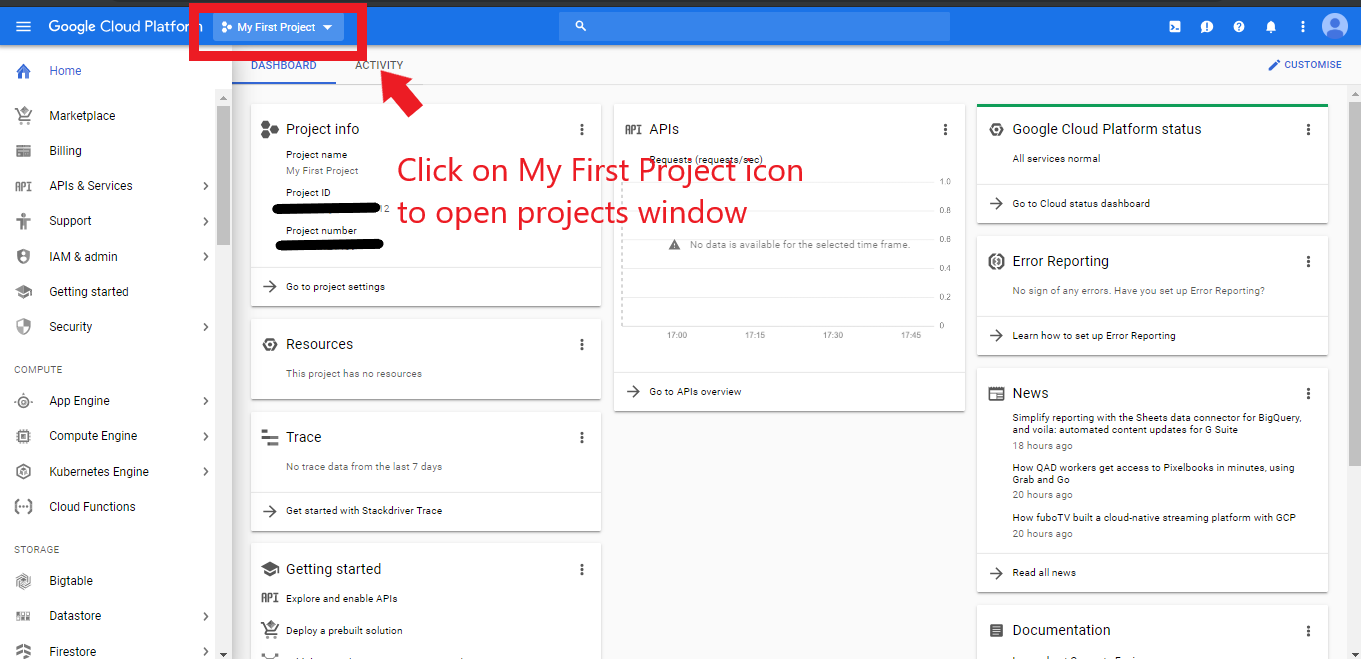 Google Cloud Platform
My First Project
Home
Marketplace
Billing
API APIs & Services
Support
IAM & admin
Getting started
Security
COMPUTE
App Engine
Compute Engine
Kubernetes Engine
Cloud Functions
STORAGE
Bigtable
Datastore
Firestore
DASHBOARD
ACTIVITY
CUSTOMISE
Click on My First Project icon
to open projects window
Project info
Project name
My First Project
Project ID
12
Project number
Go to project settings
Resources
This project has no resources
Trace
No trace data from the last 7 days
Get started with Stackdriver Trace
Getting started
API Explore and enable APIs
Deploy a prebuilt solution
API APIs
Requests (requests/sec)
1.0
0.8
0.6
No data is available for the selected time frame.
0.4
0.2
0
17:00 17:15 17:30 17:45
Go to APIs overview
Google Cloud Platform status
All services normal
Go to Cloud status dashboard
Error Reporting
No sign of any errors. Have you set up Error Reporting?
Learn how to set up Error Reporting
News
Simplify reporting with the Sheets data connector for BigQuery,
and voila: automated content updates for G Suite
18 hours ago
How QAD workers get access to Pixelbooks in minutes, using
Grab and Go
20 hours ago
How fuboTV built a cloud-native streaming platform with GCP
20 hours ago
Read all news
Documentation